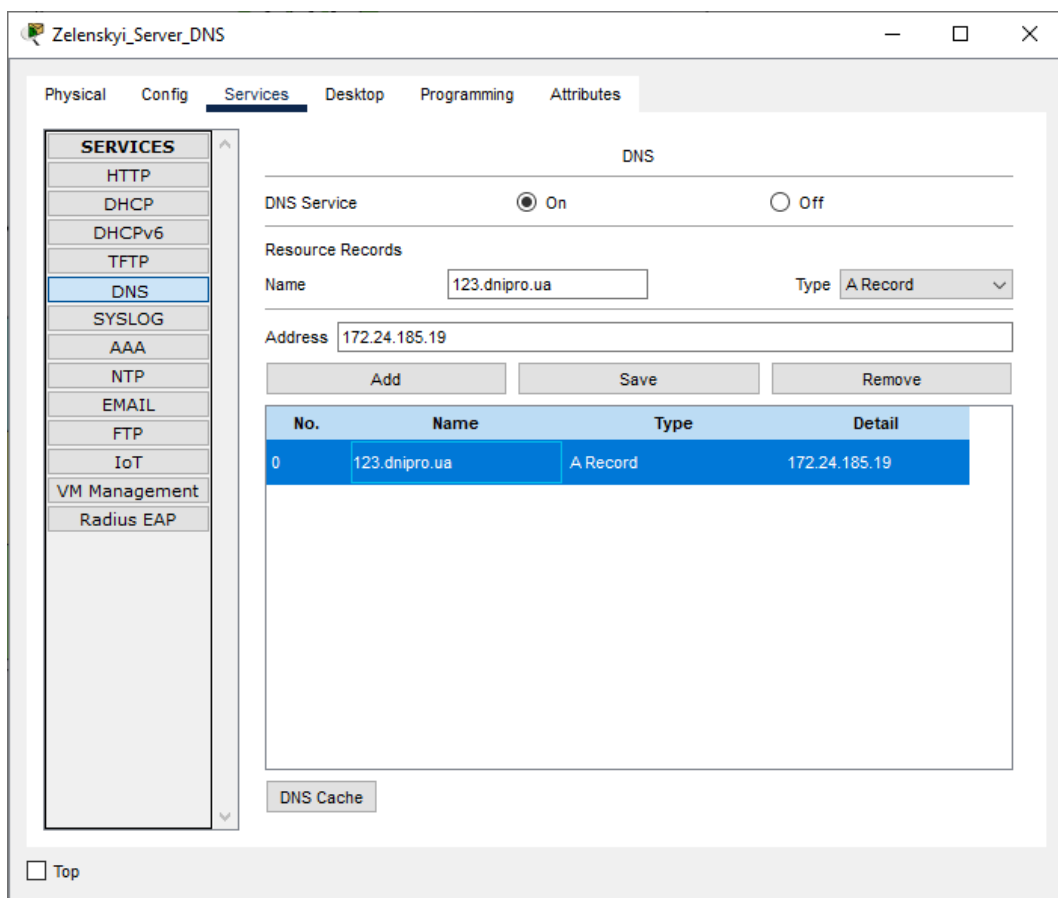 Zelenskyi_Server_DNS
Physical Config Services Desktop Programming Attributes
SERVICES
HTTP
DHCP
DHCPv6
TFTP
DNS
SYSLOG
AAA
NTP
EMAIL
FTP
IoT
VM Management
Radius EAP
DNS
DNS Service On Off
Resource Records
Name 123.dnipro.ua Type A Record
Address 172.24.185.19
Add Save Remove
No. Name Type Detail
0 123.dnipro.ua A Record 172.24.185.19
DNS Cache
Top